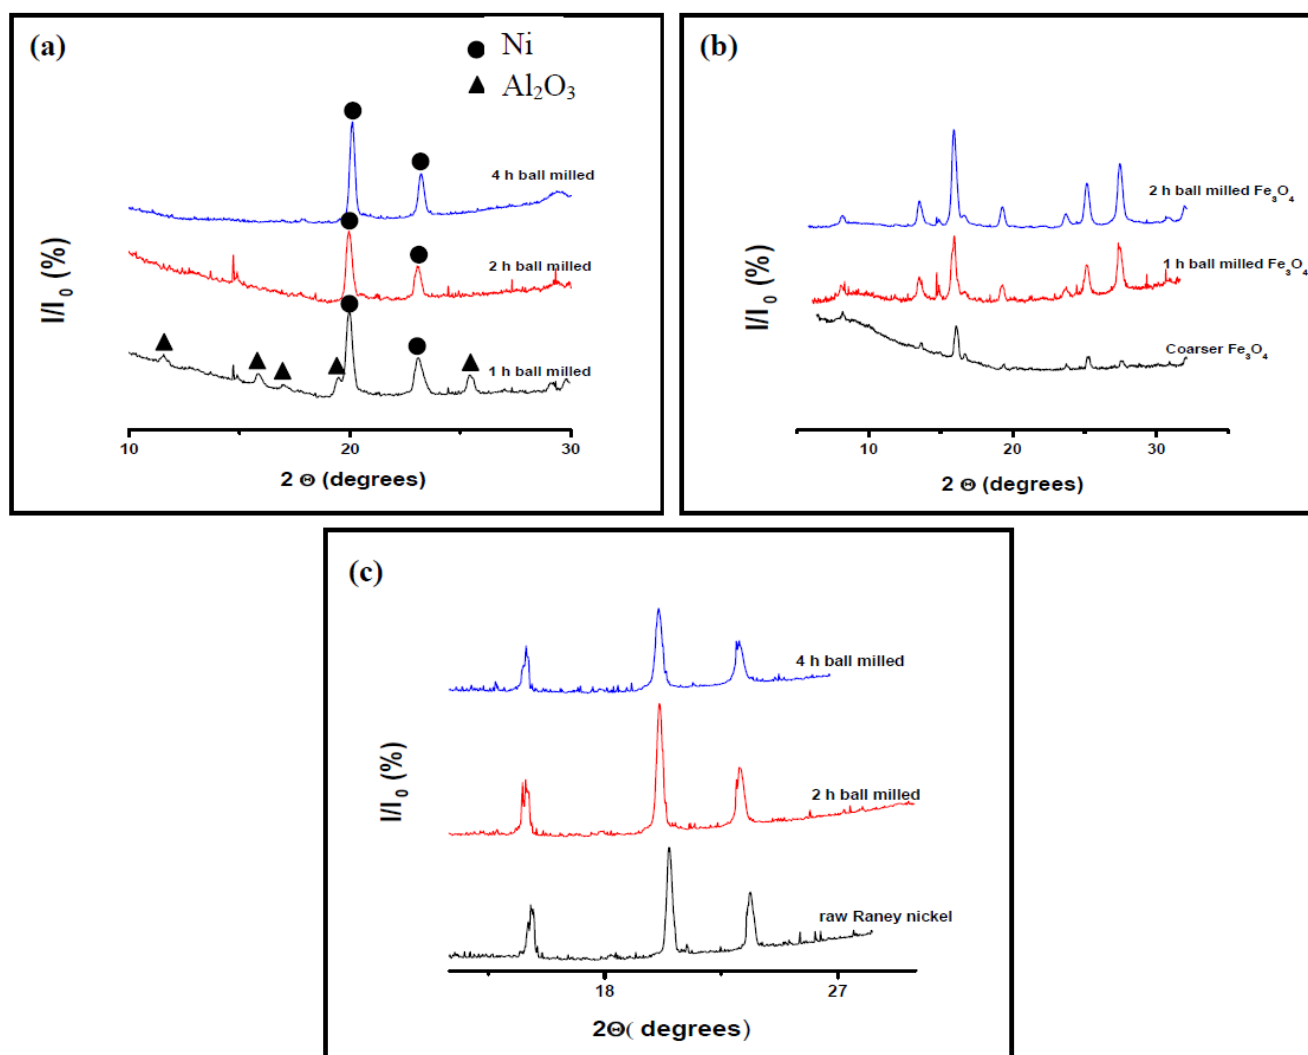 (a)
Ni
Al₂O₃
4 h ball milled
2 h ball milled
1 h ball milled
I/I₀ (%)
10 20 30
2 Θ (degrees)
(b)
2 h ball milled Fe₃O₄
1 h ball milled Fe₃O₄
Coarser Fe₃O₄
I/I₀ (%)
10 20 30
2 Θ (degrees)
(c)
4 h ball milled
2 h ball milled
raw Raney nickel
I/I₀ (%)
18 27
2Θ( degrees)